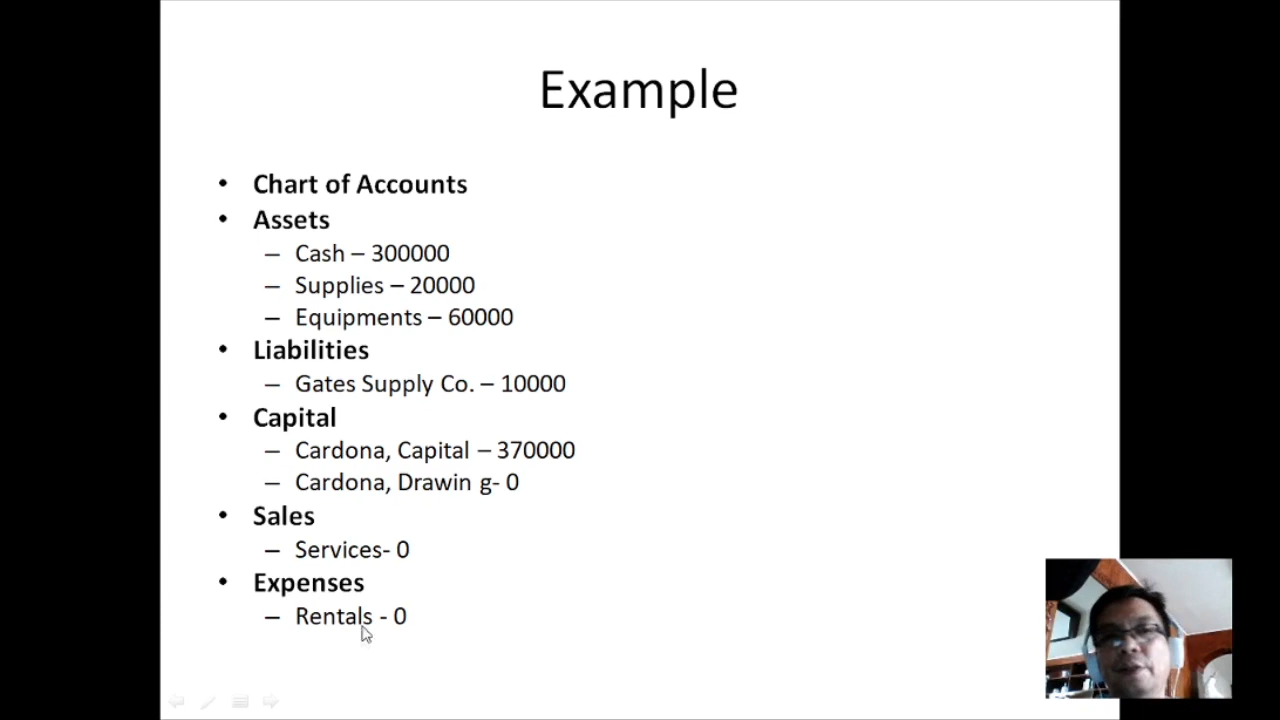 Example
• Chart of Accounts
• Assets
– Cash – 300000
– Supplies – 20000
– Equipments – 60000
• Liabilities
– Gates Supply Co. – 10000
• Capital
– Cardona, Capital – 370000
– Cardona, Drawin g- 0
• Sales
– Services- 0
• Expenses
– Rentals - 0